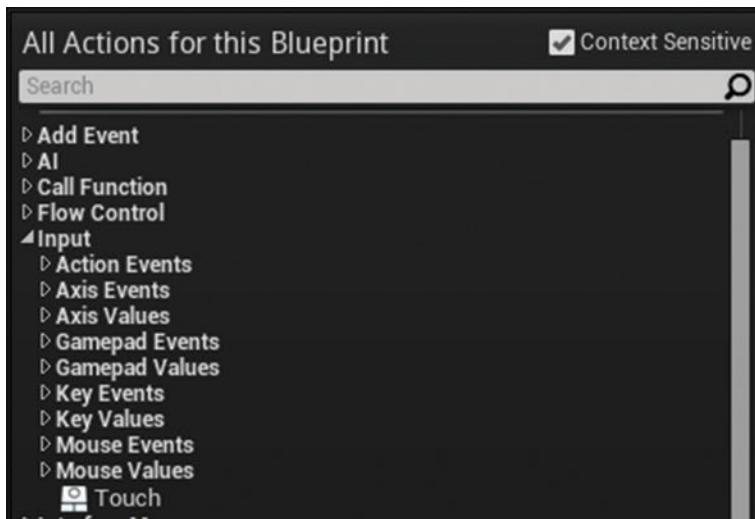 All Actions for this Blueprint Context Sensitive
Search
Add Event
AI
Call Function
Flow Control
Input
Action Events
Axis Events
Axis Values
Gamepad Events
Gamepad Values
Key Events
Key Values
Mouse Events
Mouse Values
Touch